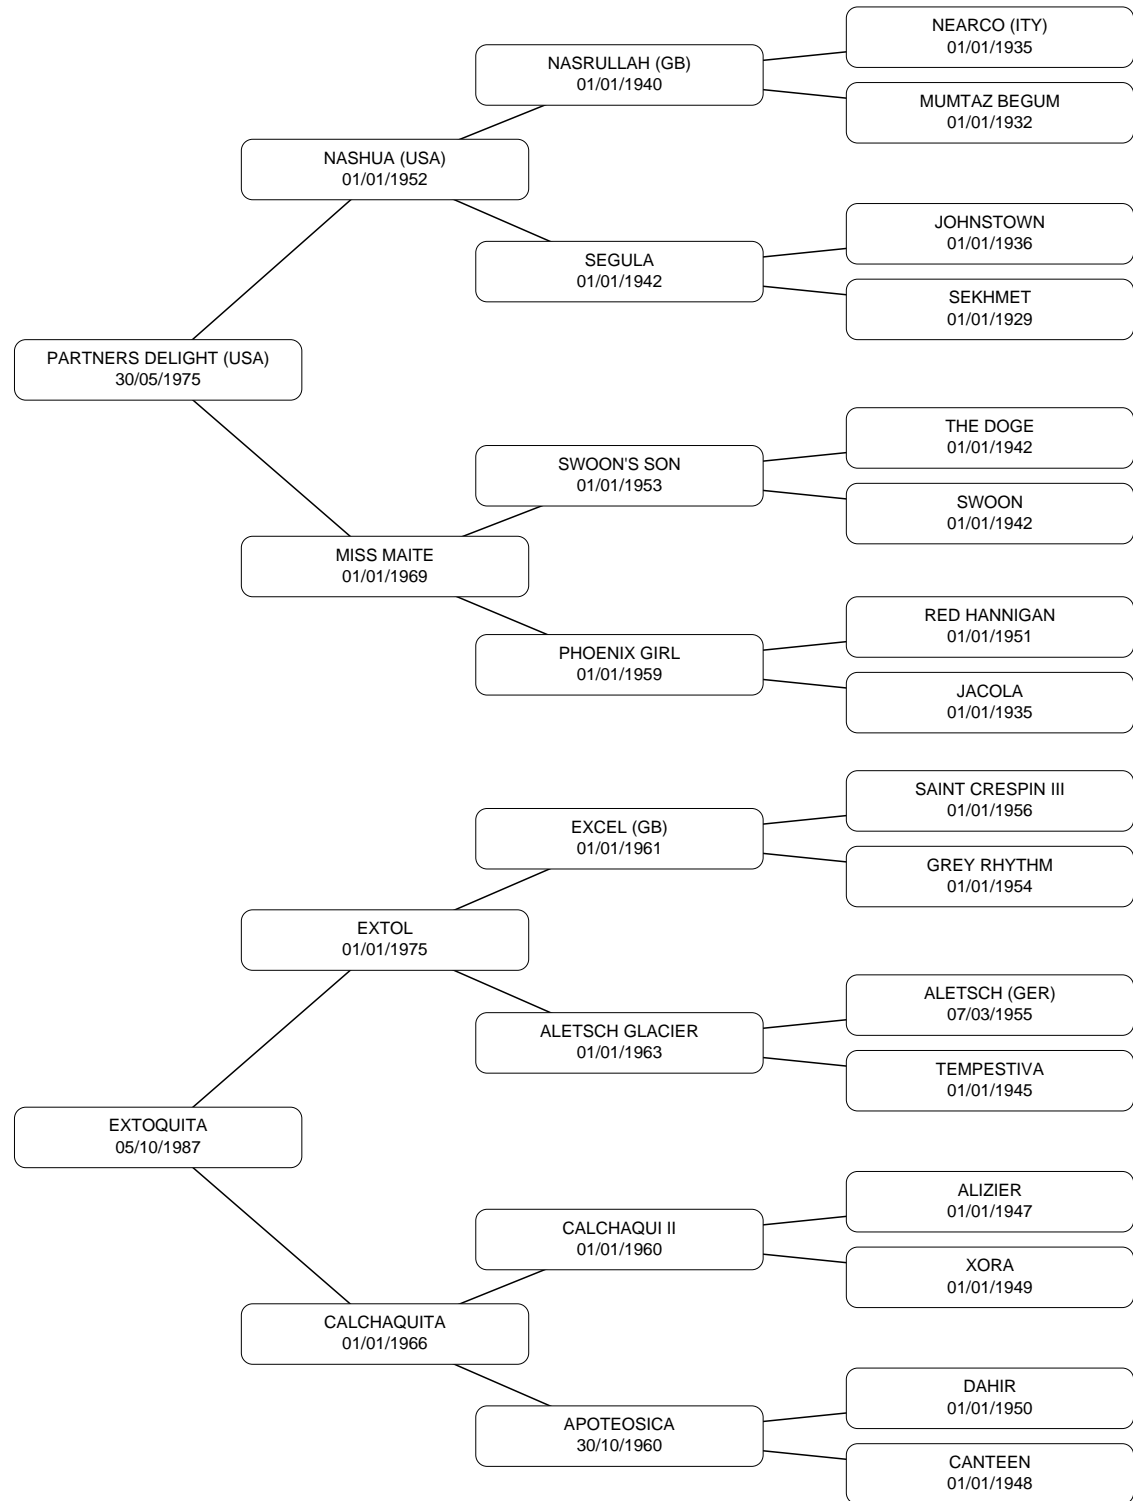 NEARCO (ITY)
01/01/1935
NASRULLAH (GB)
01/01/1940
MUMTAZ BEGUM
01/01/1932
NASHUA (USA)
01/01/1952
JOHNSTOWN
01/01/1936
SEGULA
01/01/1942
SEKHMET
01/01/1929
PARTNERS DELIGHT (USA)
30/05/1975
THE DOGE
01/01/1942
SWOON'S SON
01/01/1953
SWOON
01/01/1942
MISS MAITE
01/01/1969
RED HANNIGAN
01/01/1951
PHOENIX GIRL
01/01/1959
JACOLA
01/01/1935
SAINT CRESPIN III
01/01/1956
EXCEL (GB)
01/01/1961
GREY RHYTHM
01/01/1954
EXTOL
01/01/1975
ALETSCH (GER)
07/03/1955
ALETSCH GLACIER
01/01/1963
TEMPESTIVA
01/01/1945
EXTOQUITA
05/10/1987
ALIZIER
01/01/1947
CALCHAQUI II
01/01/1960
XORA
01/01/1949
CALCHAQUITA
01/01/1966
DAHIR
01/01/1950
APOTEOSICA
30/10/1960
CANTEEN
01/01/1948